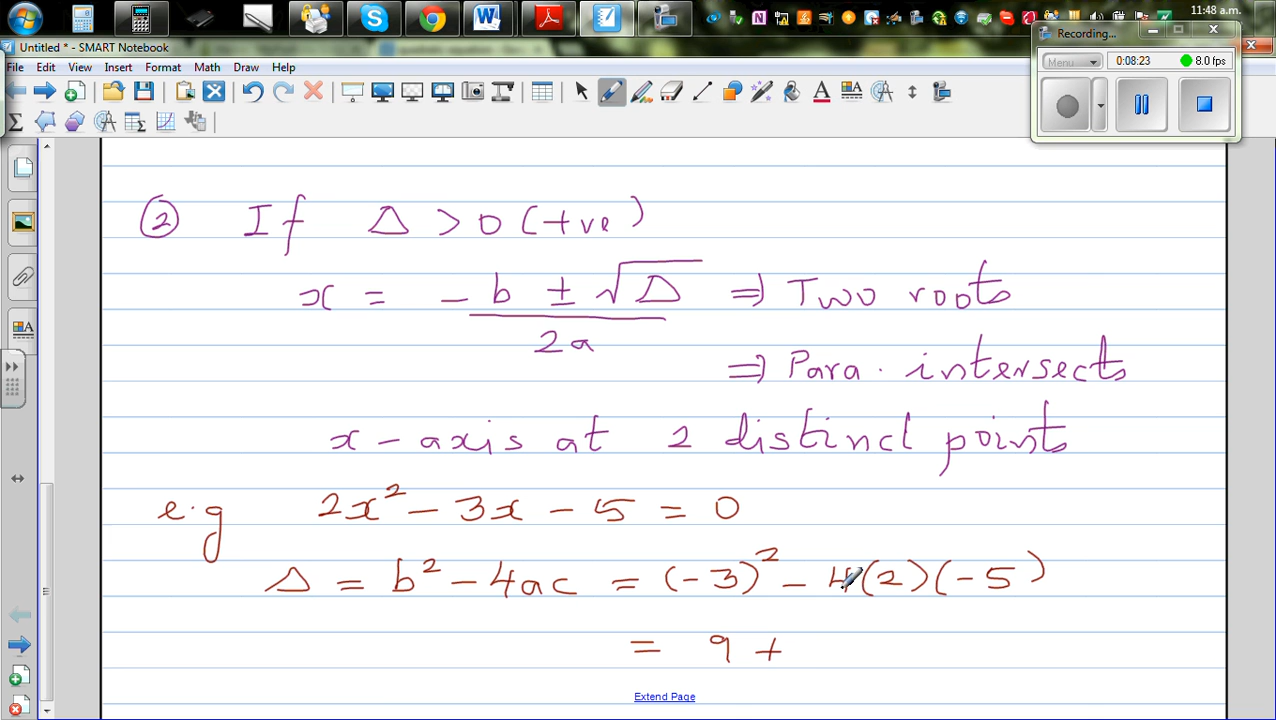 11:48 a.m.
Untitled * - SMART Notebook
Recording...
File Edit View Insert Format Math Draw Help
Menu 0:08:23 8.0 fps
② If Δ > 0 (+ve)
x = - b ± √Δ ⇒ Two roots
2a
⇒ Para. intersects
x-axis at 2 distinct points
e.g 2x² - 3x - 5 = 0
Δ = b² - 4ac = (-3)² - 4(2)(-5)
= 9 +
Extend Page